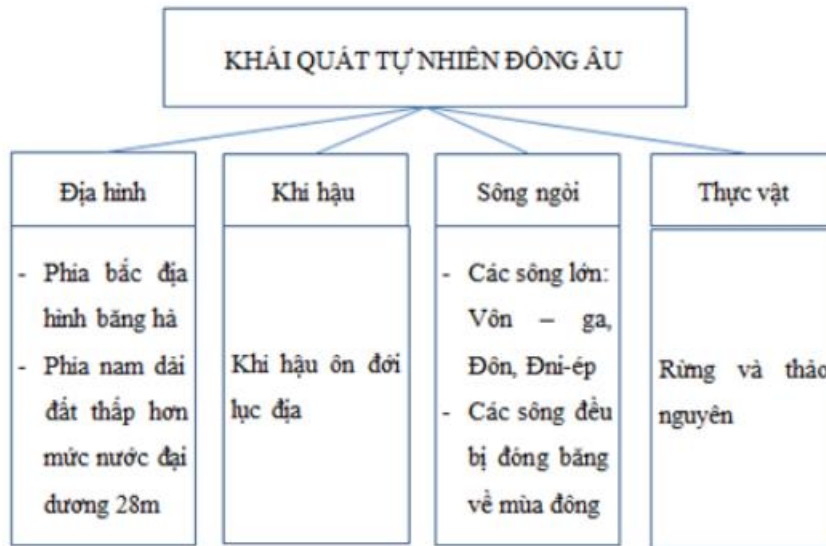 KHÁI QUÁT TỰ NHIÊN ĐÔNG ÂU
Địa hình
- Phía bắc địa
hình băng hà
- Phía nam dải
đất thấp hơn
mức nước đại
dương 28m
Khí hậu
Khí hậu ôn đới
lục địa
Sông ngòi
- Các sông lớn:
Vôn – ga,
Đôn, Đni-ép
- Các sông đều
bị đóng băng
về mùa đông
Thực vật
Rừng và thảo
nguyên